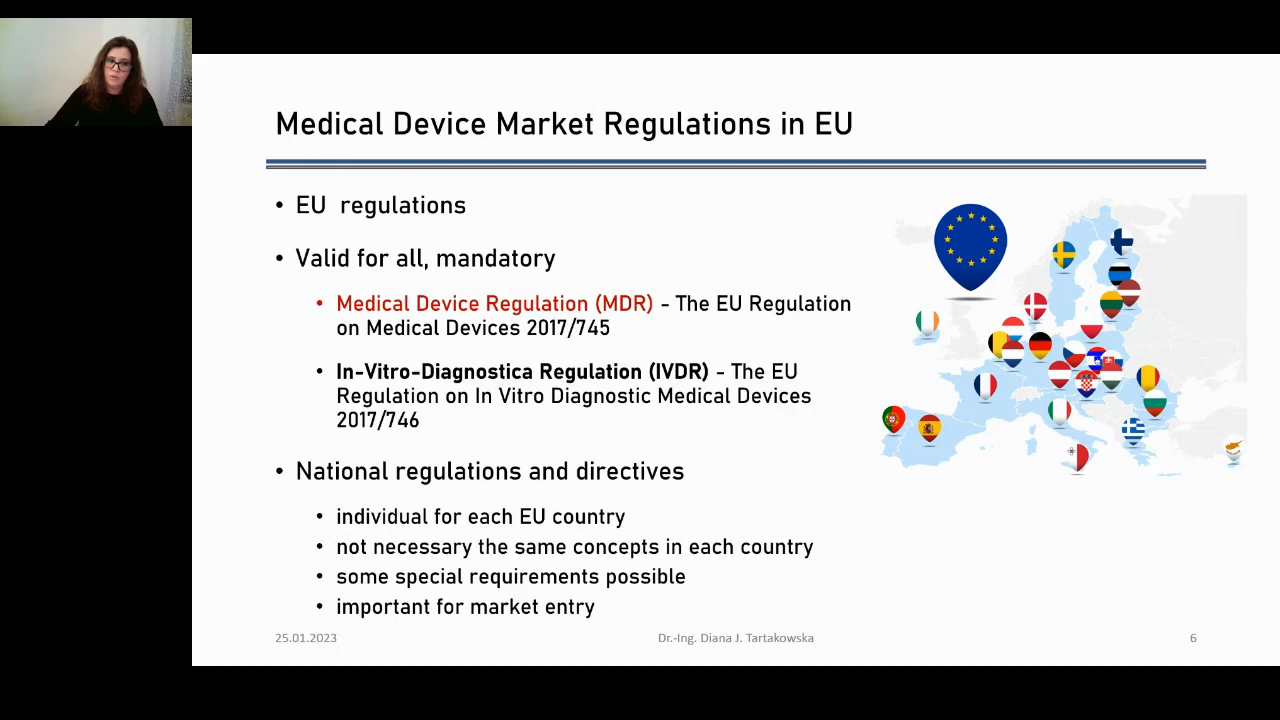 Medical Device Market Regulations in EU
• EU regulations
• Valid for all, mandatory
• Medical Device Regulation (MDR) - The EU Regulation
on Medical Devices 2017/745
• In-Vitro-Diagnostica Regulation (IVDR) - The EU
Regulation on In Vitro Diagnostic Medical Devices
2017/746
• National regulations and directives
• individual for each EU country
• not necessary the same concepts in each country
• some special requirements possible
• important for market entry
25.01.2023
Dr.-Ing. Diana J. Tartakowska
6